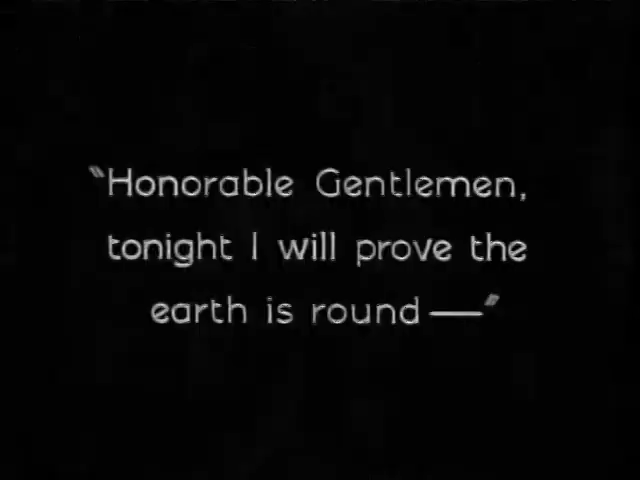 "Honorable Gentlemen,
tonight I will prove the
earth is round—"